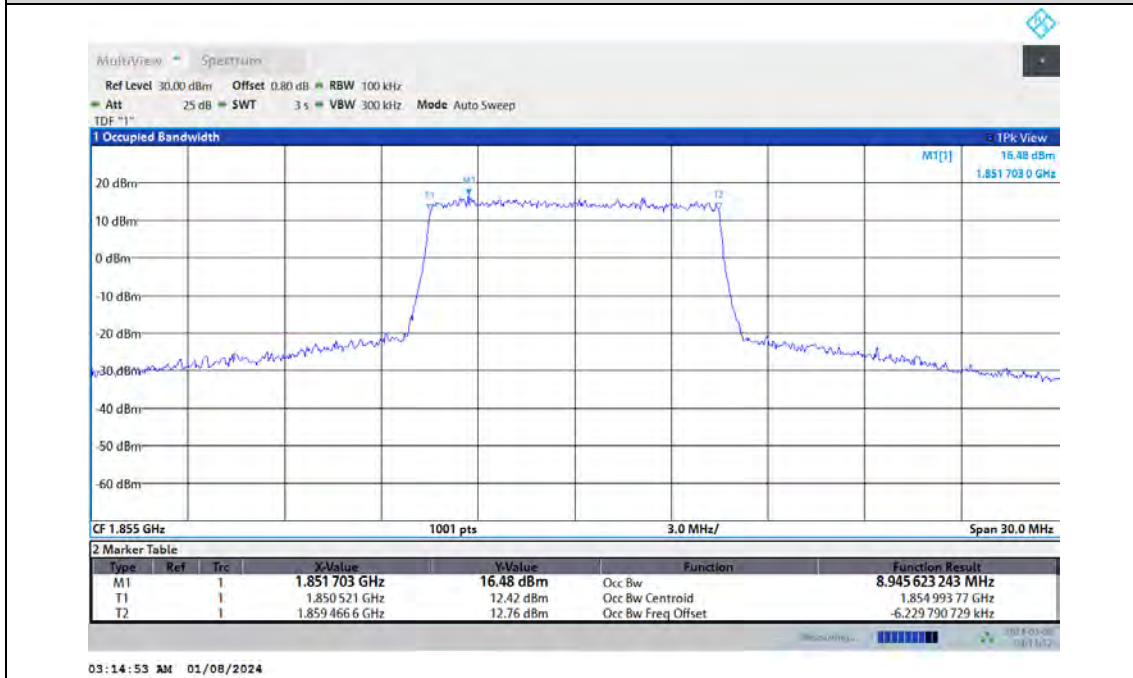 MultiView Spectrum
Ref Level 30.00 dBm Offset 0.80 dB RBW 100 kHz
Att 25 dB SWT 3 s VBW 300 kHz Mode Auto Sweep
TDF "1"
1 Occupied Bandwidth 1Pk View
M1[1] 16.48 dBm
1.851 703 0 GHz
M1
T1 T2
20 dBm
10 dBm
0 dBm
-10 dBm
-20 dBm
-30 dBm
-40 dBm
-50 dBm
-60 dBm
CF 1.855 GHz 1001 pts 3.0 MHz/ Span 30.0 MHz
2 Marker Table
Type Ref Trc X-Value Y-Value Function Function Result
M1 1 1.851 703 GHz 16.48 dBm Occ Bw 8.945 623 243 MHz
T1 1 1.850 521 GHz 12.42 dBm Occ Bw Centroid 1.854 993 77 GHz
T2 1 1.859 466 6 GHz 12.76 dBm Occ Bw Freq Offset -6.229 790 729 kHz
03:14:53 AM 01/08/2024